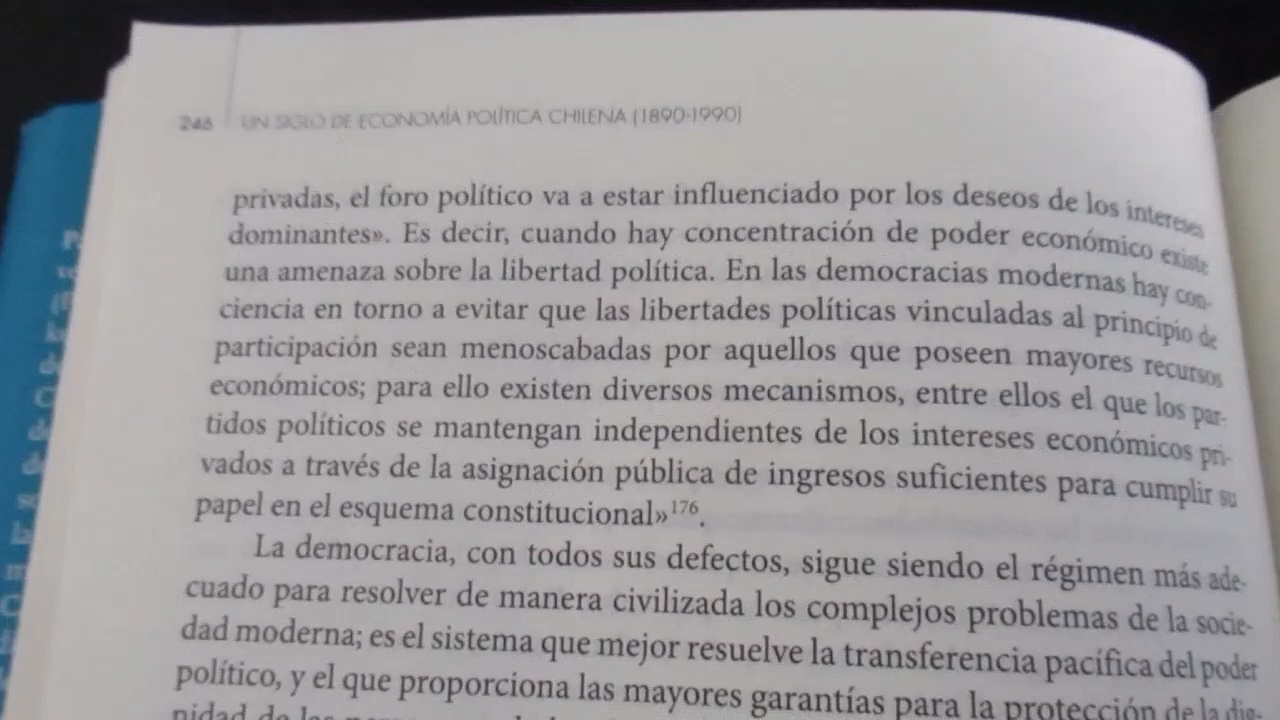 246 UN SIGLO DE ECONOMÍA POLÍTICA CHILENA (1890-1990)
privadas, el foro político va a estar influenciado por los deseos de los intereses
dominantes». Es decir, cuando hay concentración de poder económico existe
una amenaza sobre la libertad política. En las democracias modernas hay con-
ciencia en torno a evitar que las libertades políticas vinculadas al principio de
participación sean menoscabadas por aquellos que poseen mayores recursos
económicos; para ello existen diversos mecanismos, entre ellos el que los par-
tidos políticos se mantengan independientes de los intereses económicos pri-
vados a través de la asignación pública de ingresos suficientes para cumplir su
papel en el esquema constitucional»176.
La democracia, con todos sus defectos, sigue siendo el régimen más ade-
cuado para resolver de manera civilizada los complejos problemas de la socie-
dad moderna; es el sistema que mejor resuelve la transferencia pacífica del poder
político, y el que proporciona las mayores garantías para la protección de la dig-
nidad de